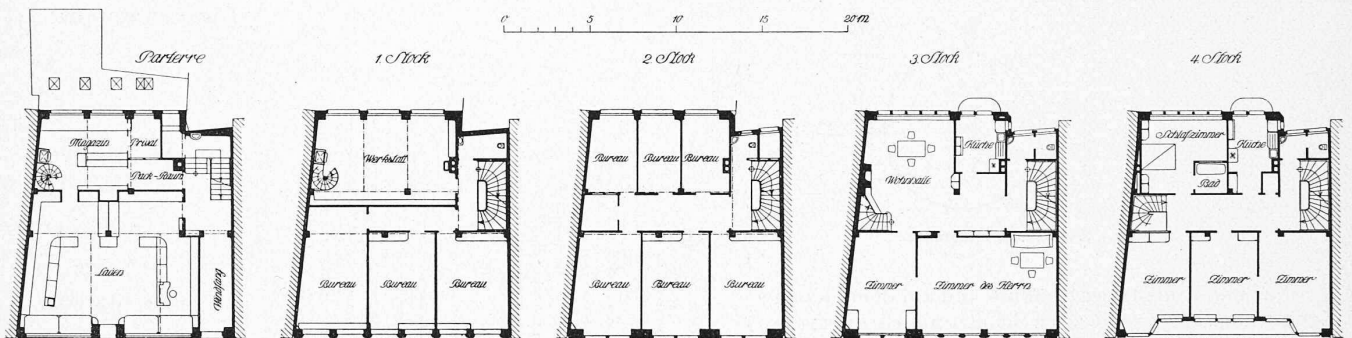 0 5 10 15 20 M
Parterre
Magazin
Privat
Pack-Raum
Laden
1. Stock
Werkstatt
Bureau Bureau Bureau
2. Stock
Bureau Bureau Bureau
Bureau Bureau Bureau
3. Stock
Küche
Wohnhalle
Zimmer Zimmer des Herrn
4. Stock
Schlafzimmer
Küche
Bad
Zimmer Zimmer Zimmer